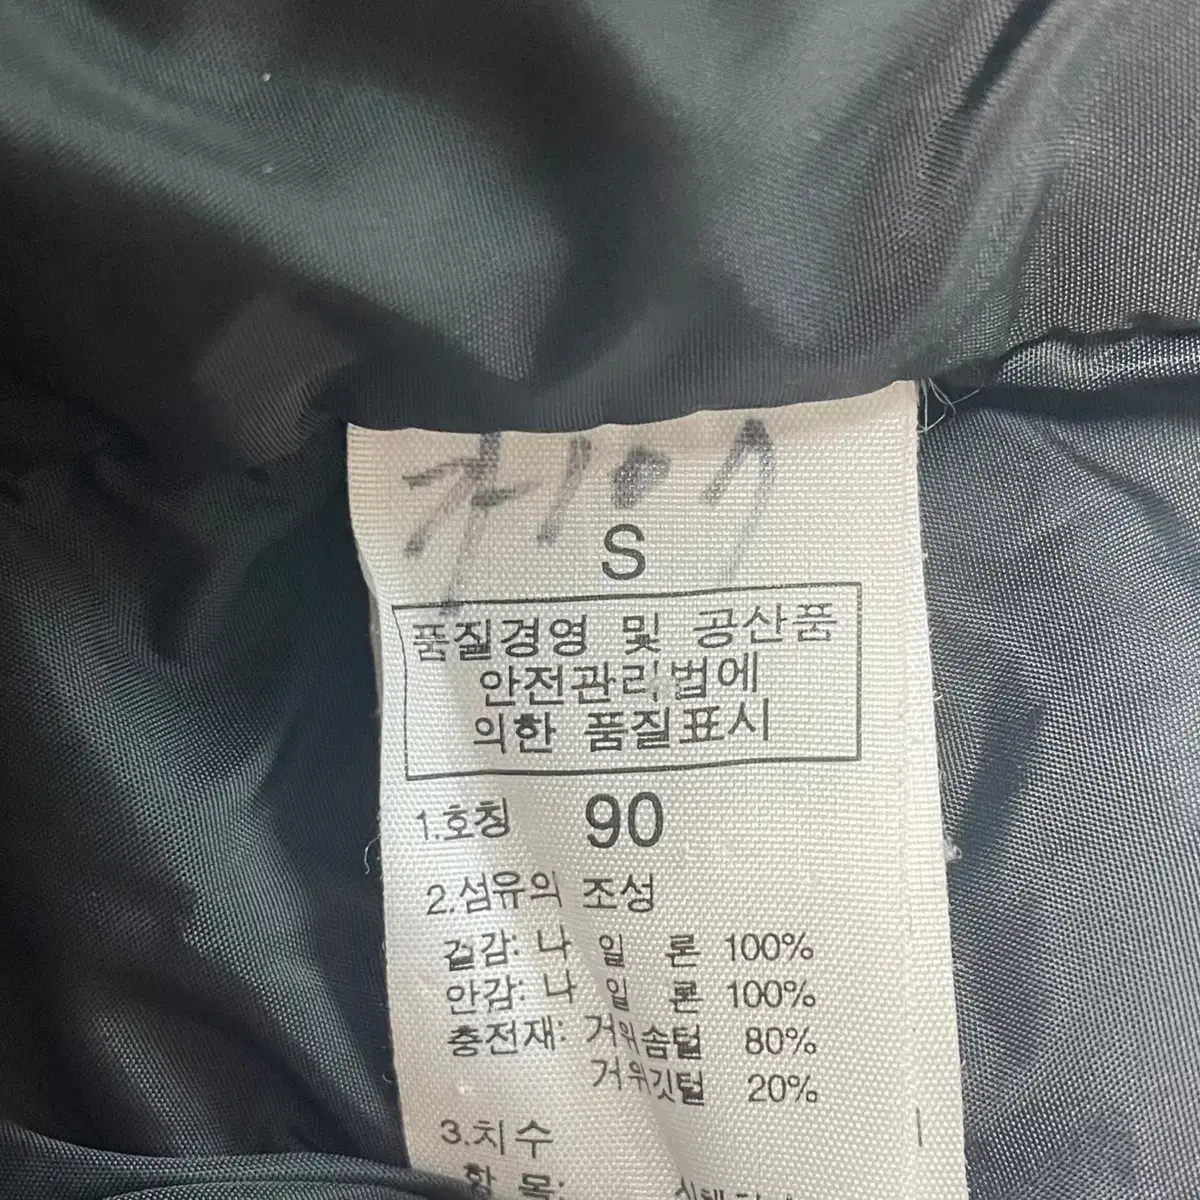 S
품질경영 및 공산품
안전관리법에
의한 품질표시
1.호칭 90
2.섬유의 조성
겉감: 나 일 론 100%
안감: 나 일 론 100%
충전재: 거위솜털 80%
거위깃털 20%
3.치수
항 목: